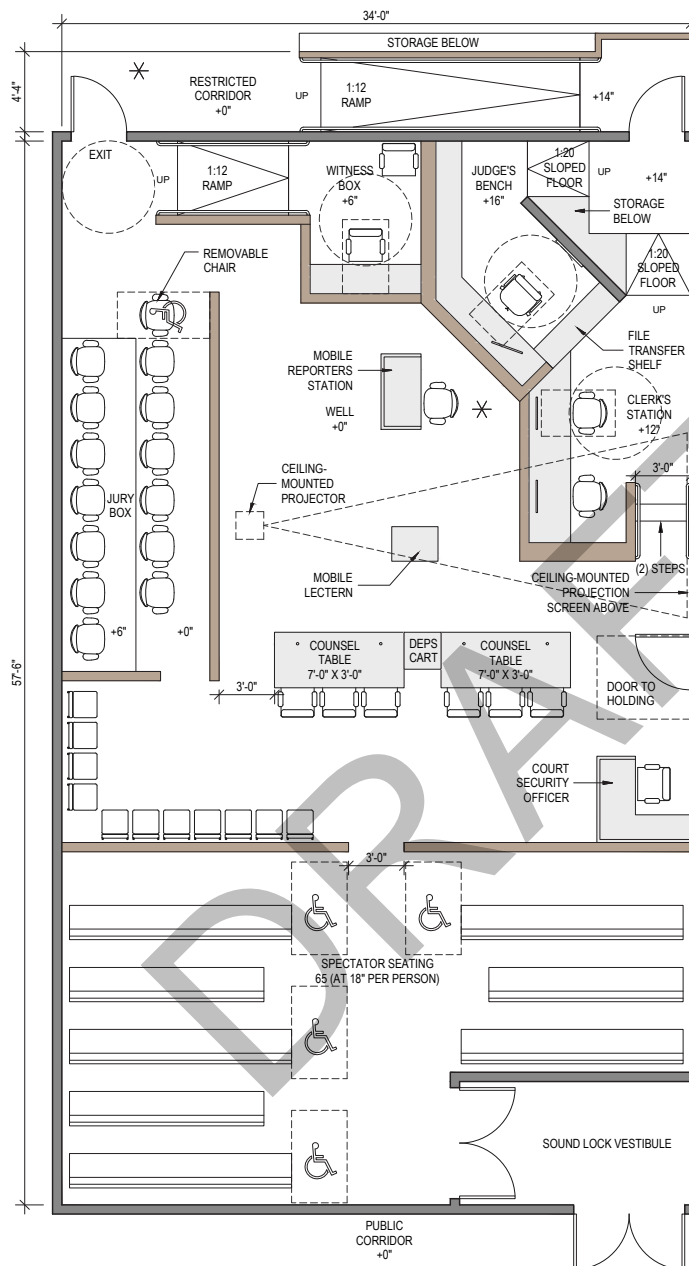 34'-0"
STORAGE BELOW
4'-4"
RESTRICTED
CORRIDOR
+0"
UP
1:12
RAMP
+14"
EXIT
UP
1:12
RAMP
WITNESS
BOX
+6"
JUDGE'S
BENCH
+16"
1:20
SLOPED
FLOOR
UP
+14"
STORAGE
BELOW
1:20
SLOPED
FLOOR
UP
REMOVABLE
CHAIR
FILE
TRANSFER
SHELF
MOBILE
REPORTERS
STATION
WELL
+0"
CLERK'S
STATION
+12"
CEILING-
MOUNTED
PROJECTOR
3'-0"
JURY
BOX
MOBILE
LECTERN
(2) STEPS
CEILING-MOUNTED
PROJECTION
SCREEN ABOVE
+6"
+0"
57'-6"
COUNSEL
TABLE
7'-0" X 3'-0"
DEPS
CART
COUNSEL
TABLE
7'-0" X 3'-0"
3'-0"
DOOR TO
HOLDING
COURT
SECURITY
OFFICER
3'-0"
SPECTATOR SEATING
65 (AT 18" PER PERSON)
SOUND LOCK VESTIBULE
PUBLIC
CORRIDOR
+0"
DRAF